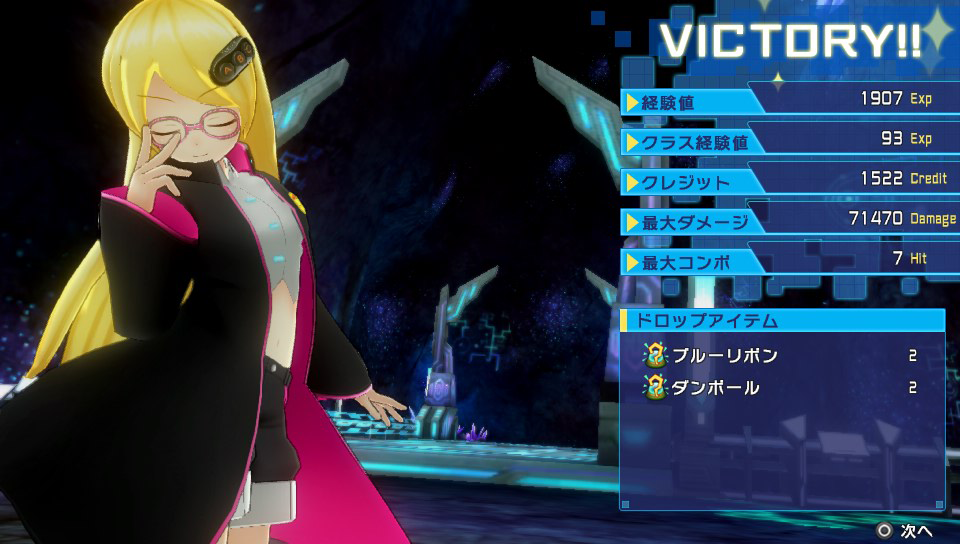 VICTORY!!
経験値 1907 Exp
クラス経験値 93 Exp
クレジット 1522 Credit
最大ダメージ 71470 Damage
最大コンボ 7 Hit
ドロップアイテム
ブルーリボン 2
ダンボール 2
次へ